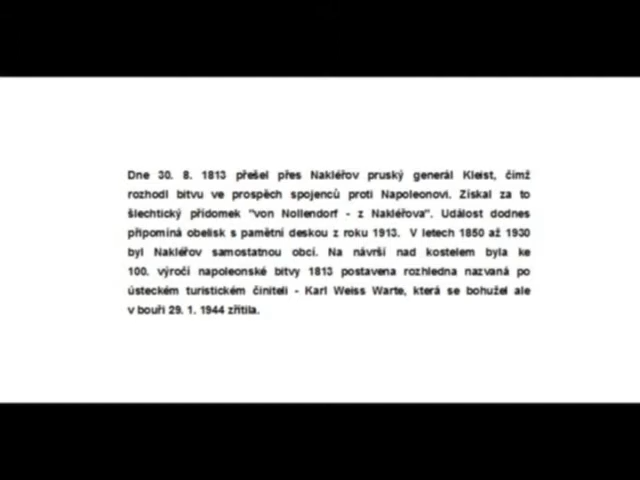 Dne 30. 8. 1813 přešel přes Nakléřov pruský generál Kleist, čímž
rozhodl bitvu ve prospěch spojenců proti Napoleonovi. Získal za to
šlechtický přídomek "von Nollendorf - z Nakléřova". Událost dodnes
připomíná obelisk s pamětní deskou z roku 1913. V letech 1850 až 1930
byl Nakléřov samostatnou obcí. Na návrší nad kostelem byla ke
100. výročí napoleonské bitvy 1813 postavena rozhledna nazvaná po
ústeckém turistickém činiteli - Karl Weiss Warte, která se bohužel ale
v bouři 29. 1. 1944 zřítila.